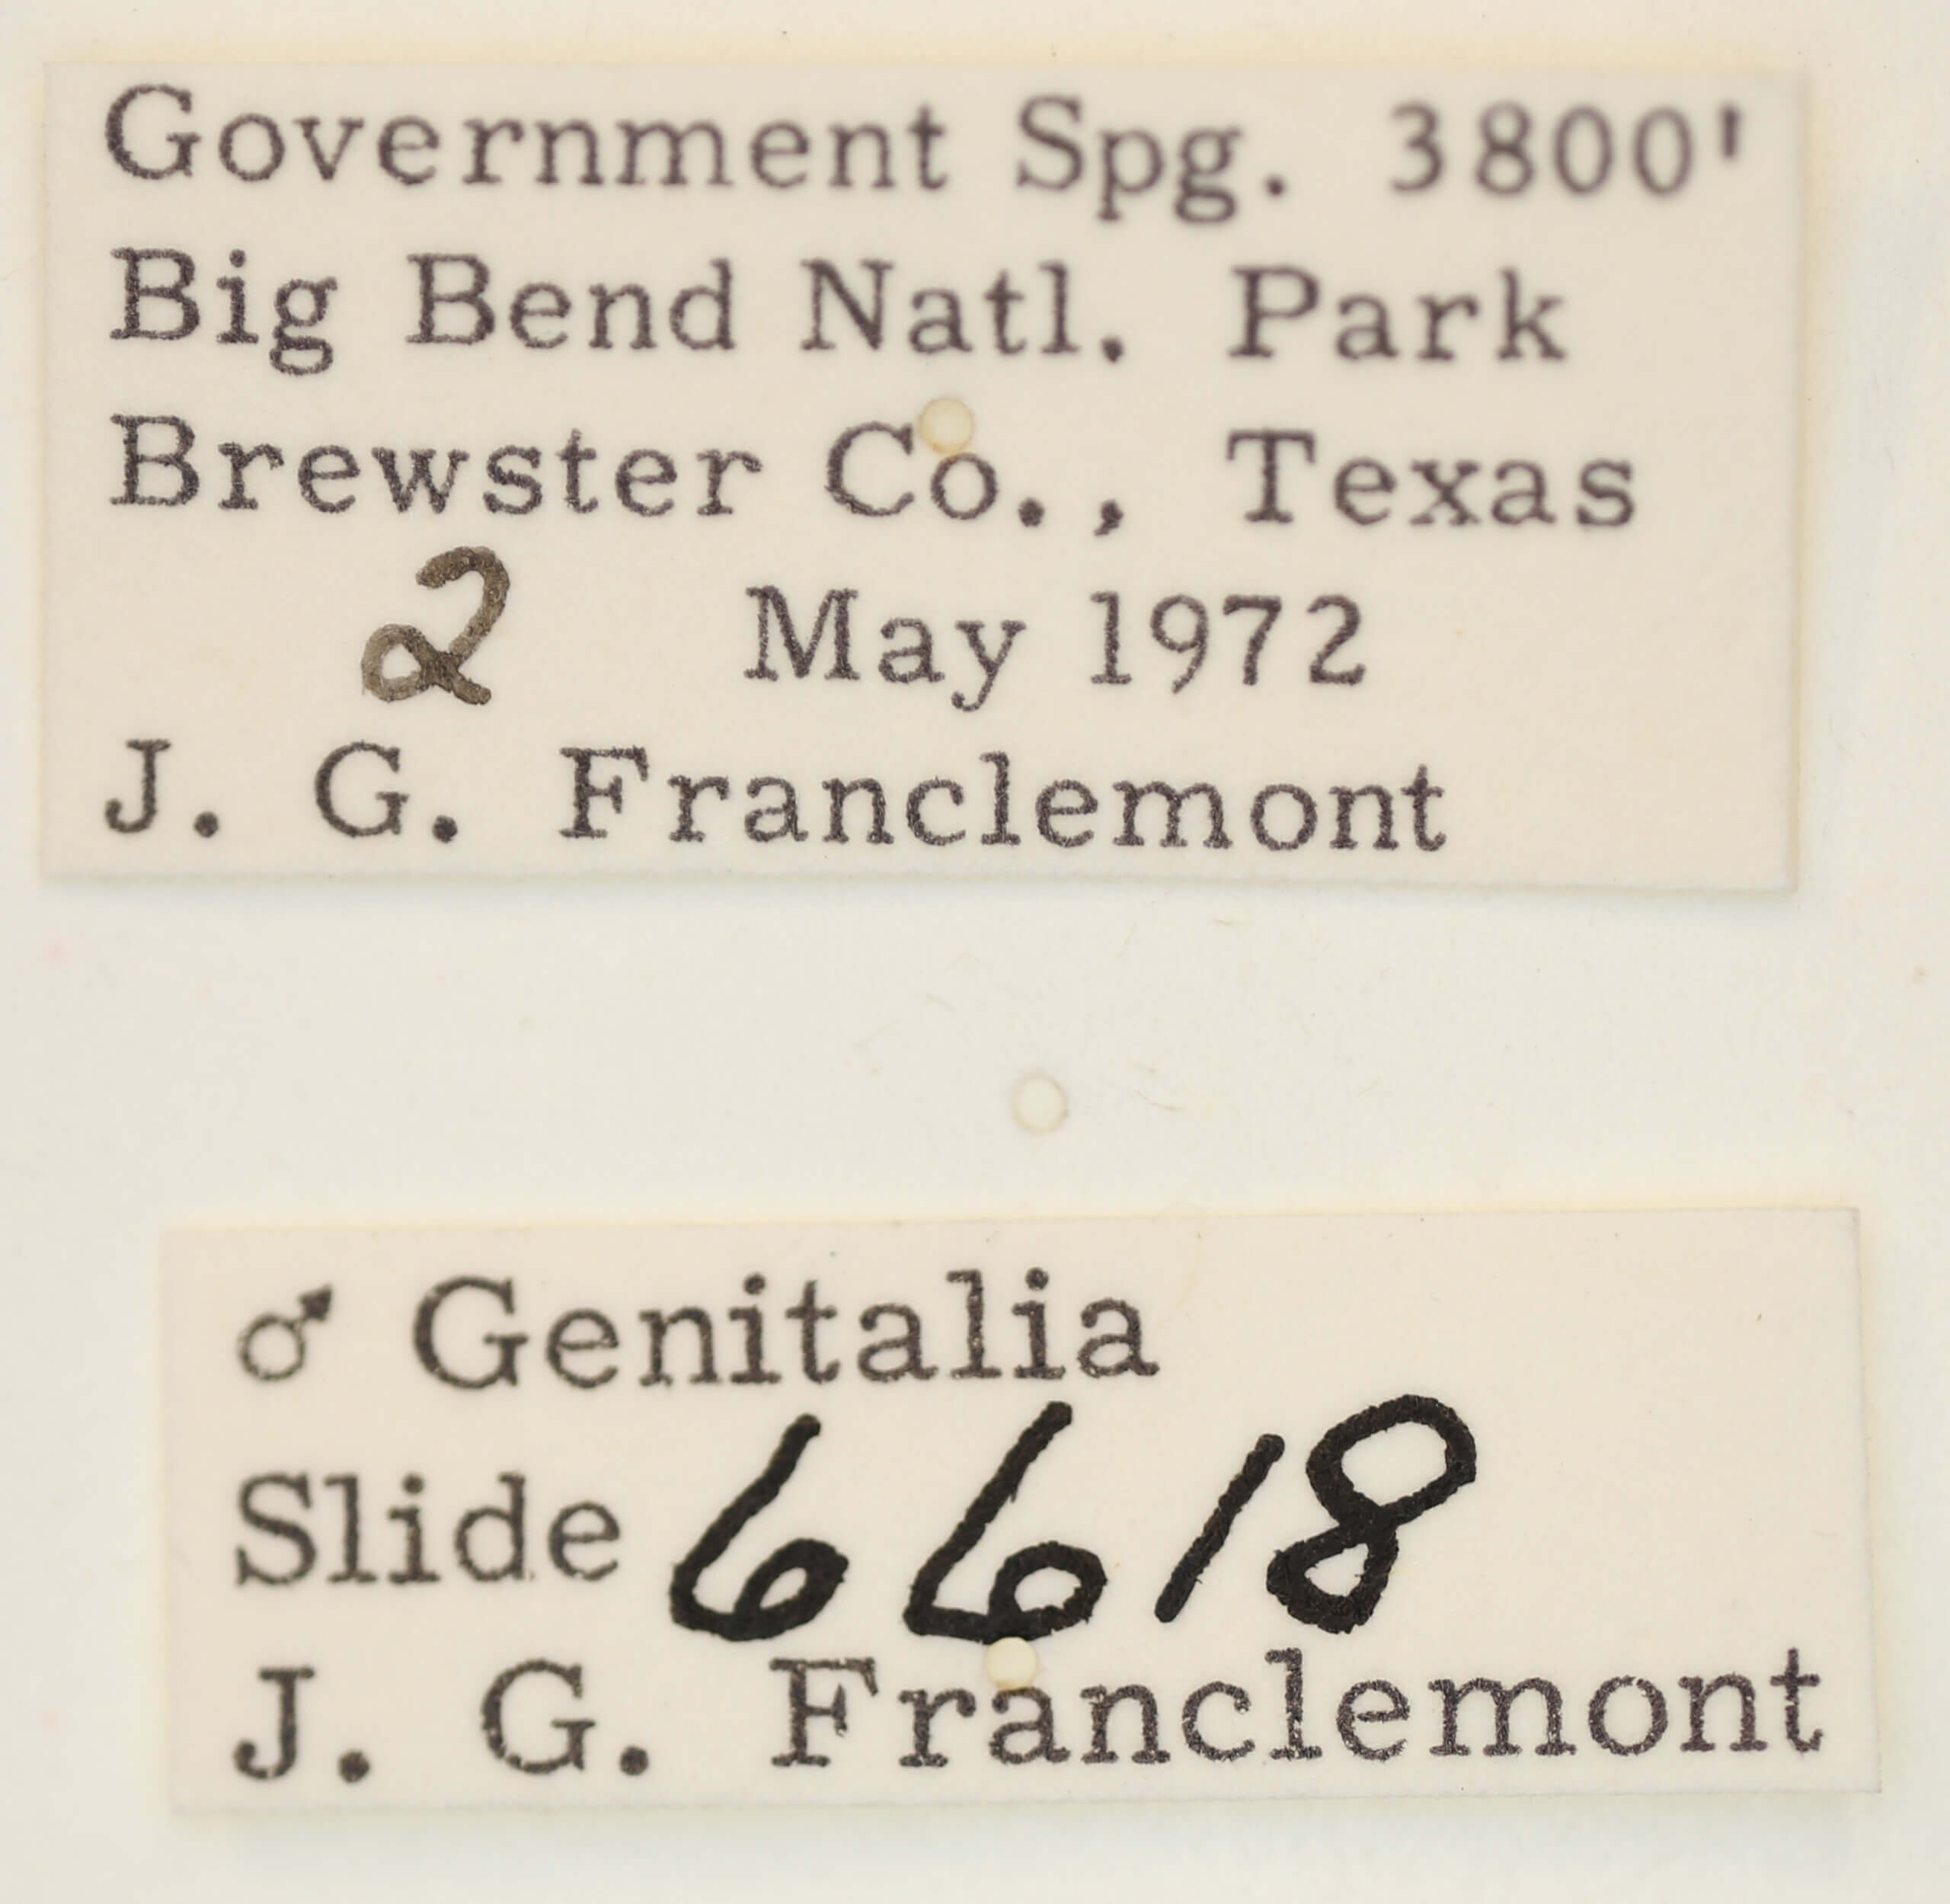 Government Spg. 3800'
Big Bend Natl. Park
Brewster Co., Texas
2 May 1972
J. G. Franclemont
♂ Genitalia
Slide 6618
J. G. Franclemont